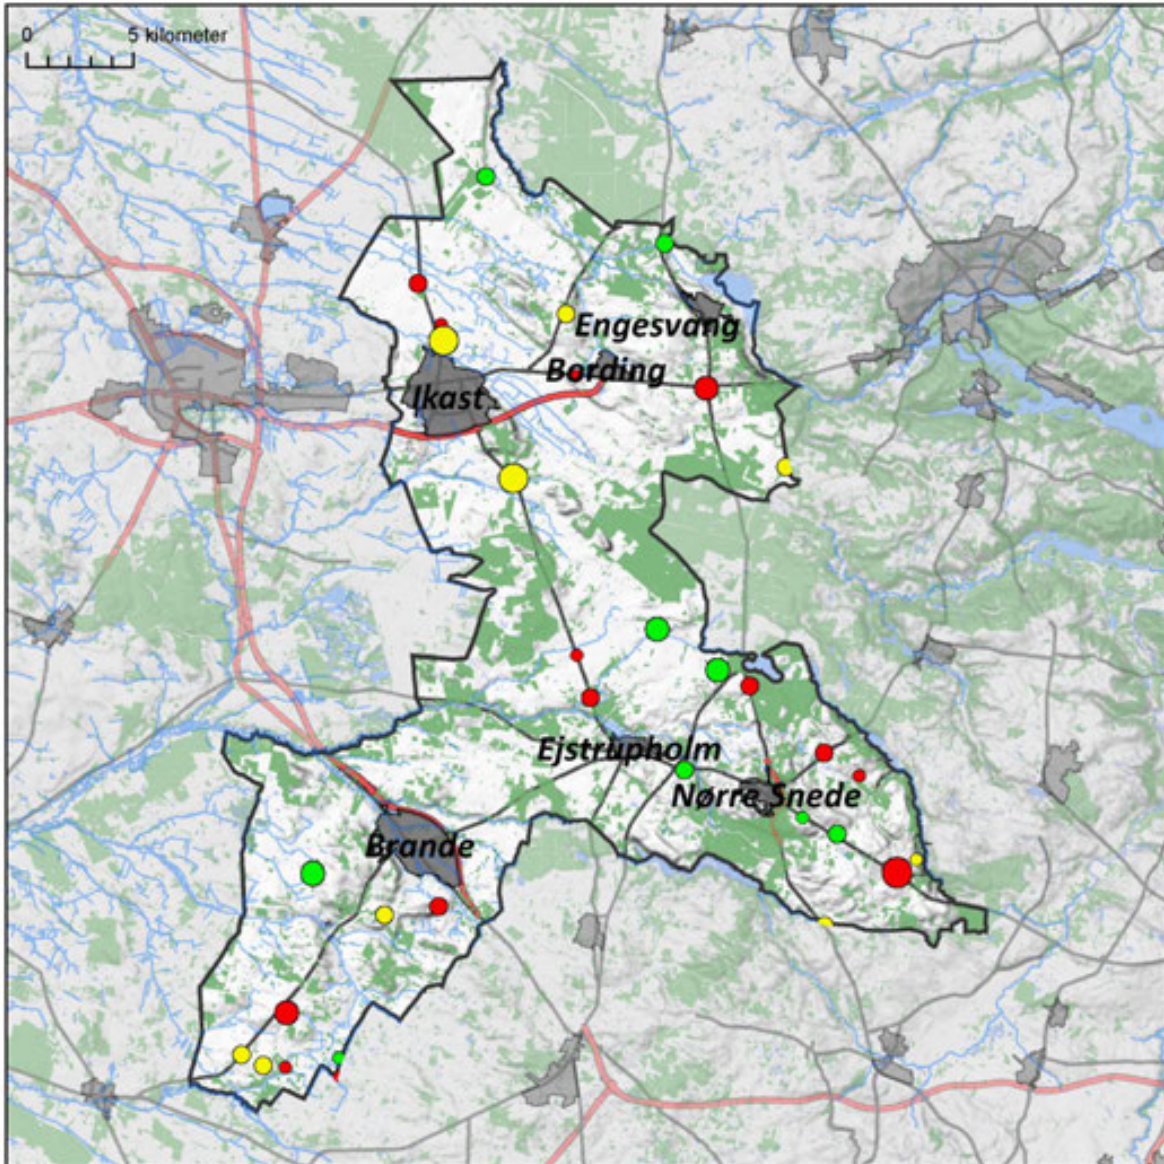 0 5 kilometer
Engesvang
Bording
Ikast
Ejstrupholm
Nørre Snede
Brande